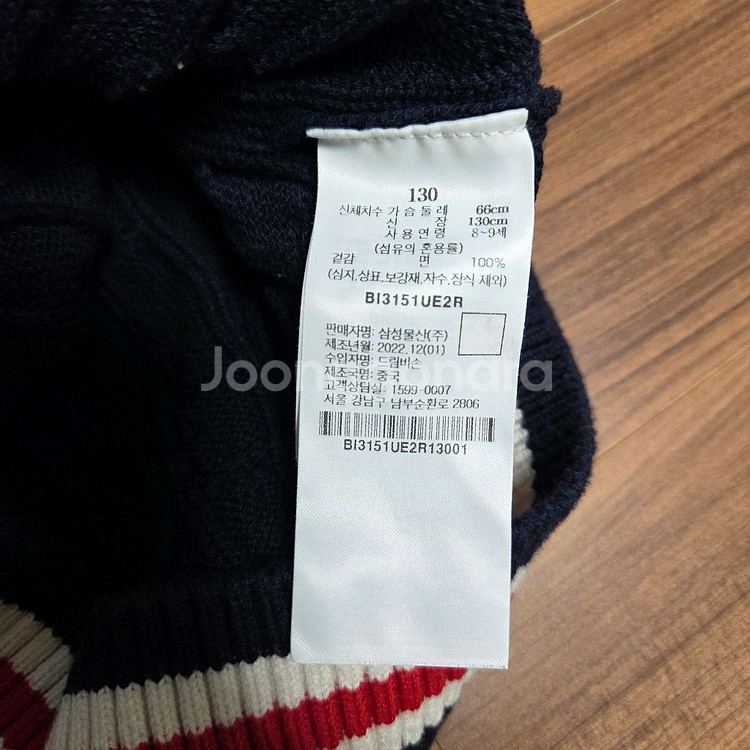 130
신체치수 가 슴 둘 레 66cm
신 장 130cm
사 용 연 령 8~9세
(섬유의 혼용률)
겉감 면 100%
(심지,상표,보강재,자수,장식 제외)
BI3151UE2R
판매자명: 삼성물산(주)
제조년월: 2022.12(01)
수입자명: 드림비손
제조국명: 중국
고객상담실: 1599-0007
서울 강남구 남부순환로 2806
BI3151UE2R13001